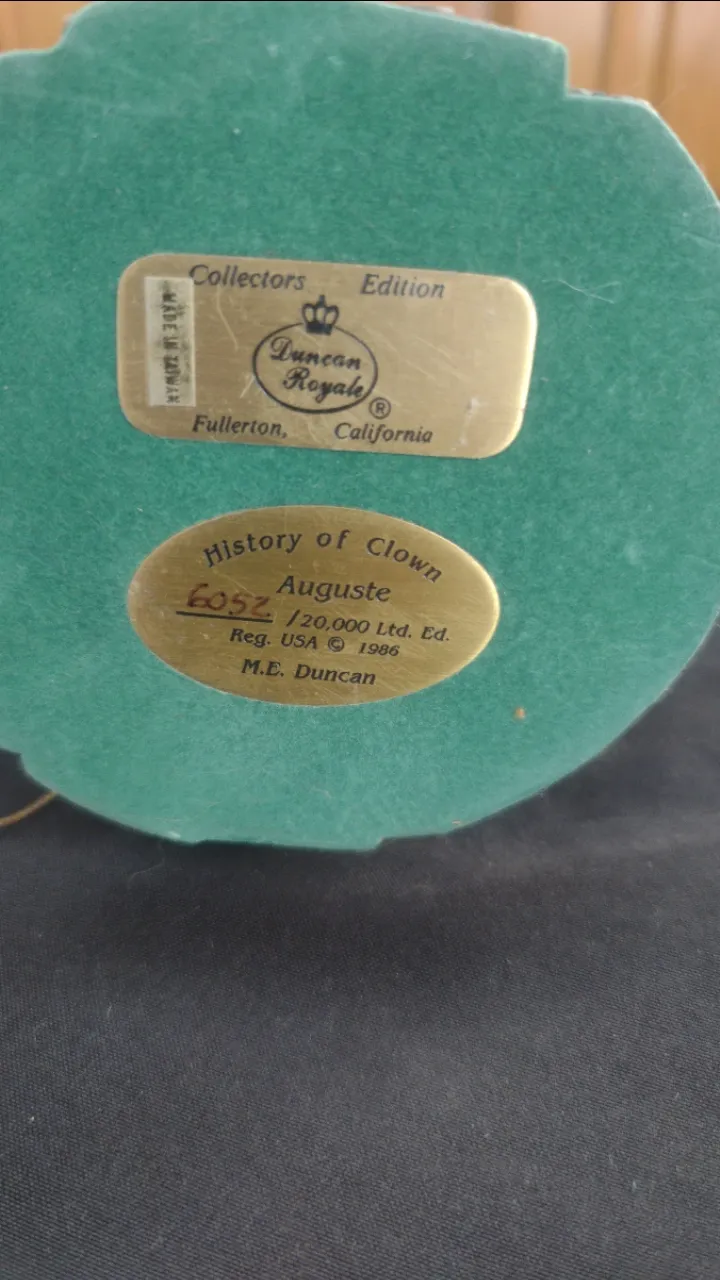 Collectors Edition
MADE IN TAIWAN
Duncan
Royale ®
Fullerton, California
History of Clown
Auguste
6052 /20,000 Ltd. Ed.
Reg. USA © 1986
M.E. Duncan